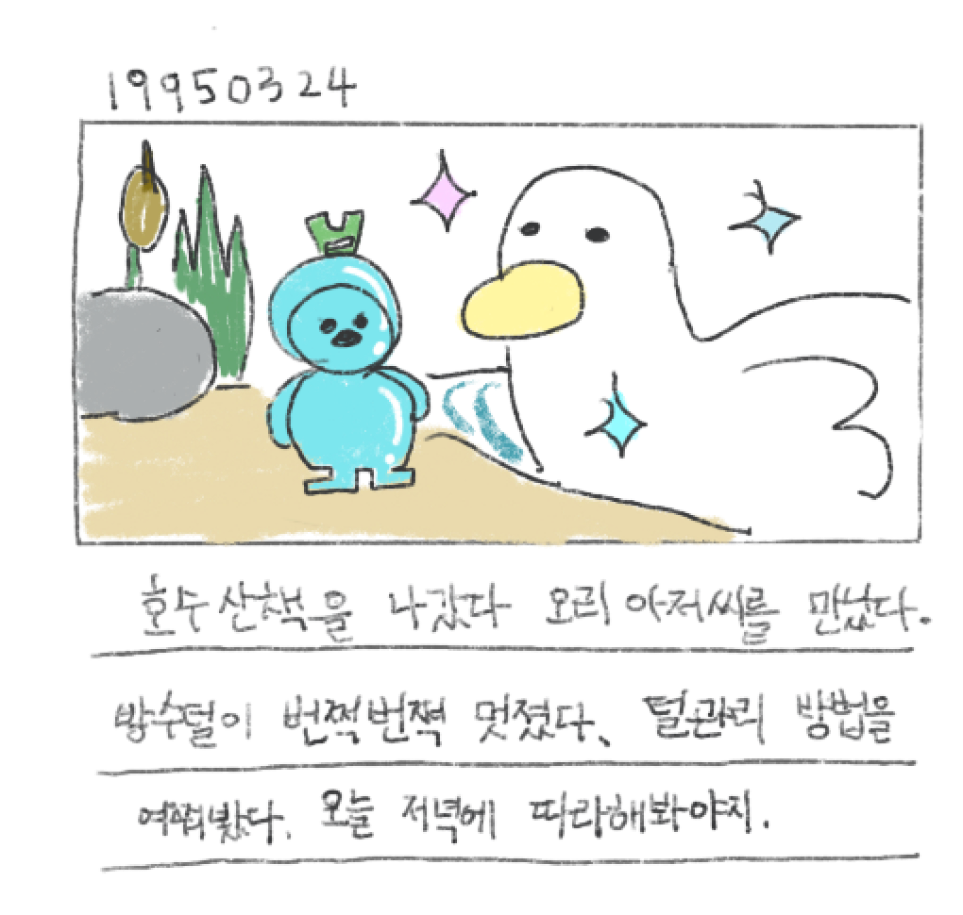 19950324
호수 산책을 나갔다 오리 아저씨를 만났다.
방수털이 번쩍번쩍 멋졌다. 털관리 방법을
여쭤봤다. 오늘 저녁에 따라해봐야지.